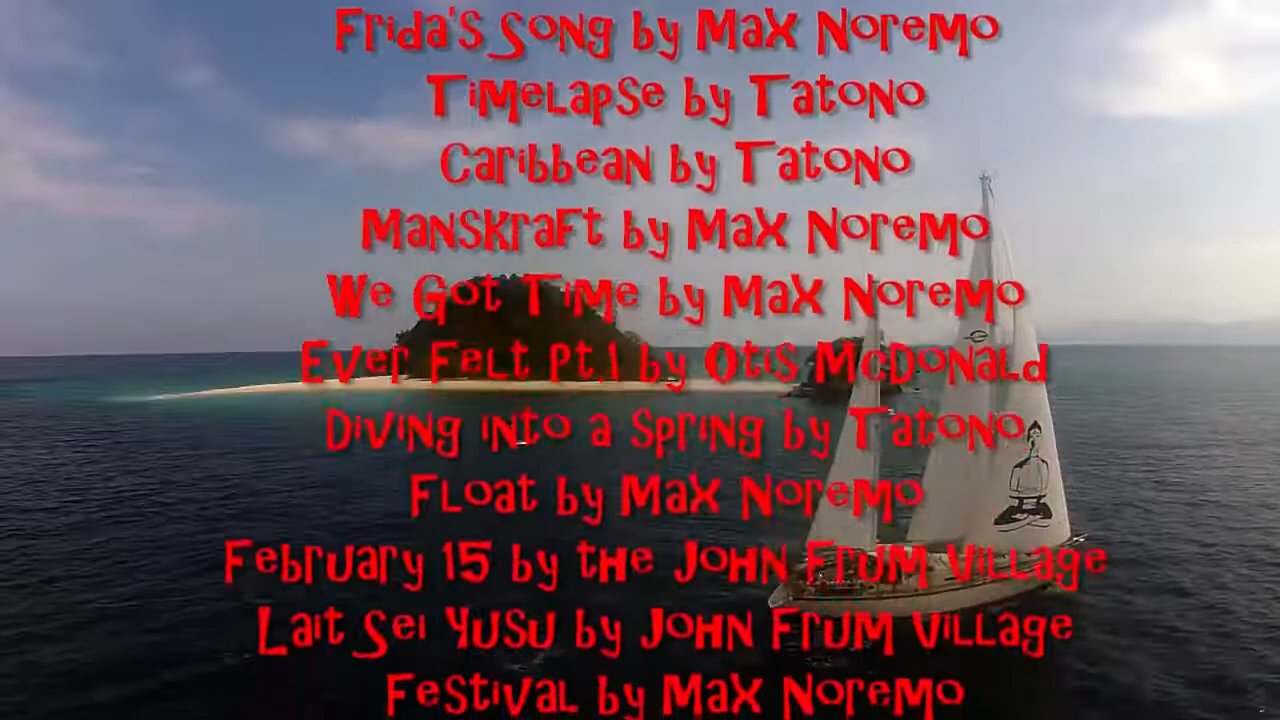 Frida's Song by Max Noremo
Timelapse by Tatono
Caribbean by Tatono
Manskraft by Max Noremo
We Got Time by Max Noremo
Ever Felt pt.1 by Otis McDonald
Diving into a spring by Tatono
Float by Max Noremo
February 15 by the John Frum Village
Lait Sei Yusu by John Frum Village
Festival by Max Noremo